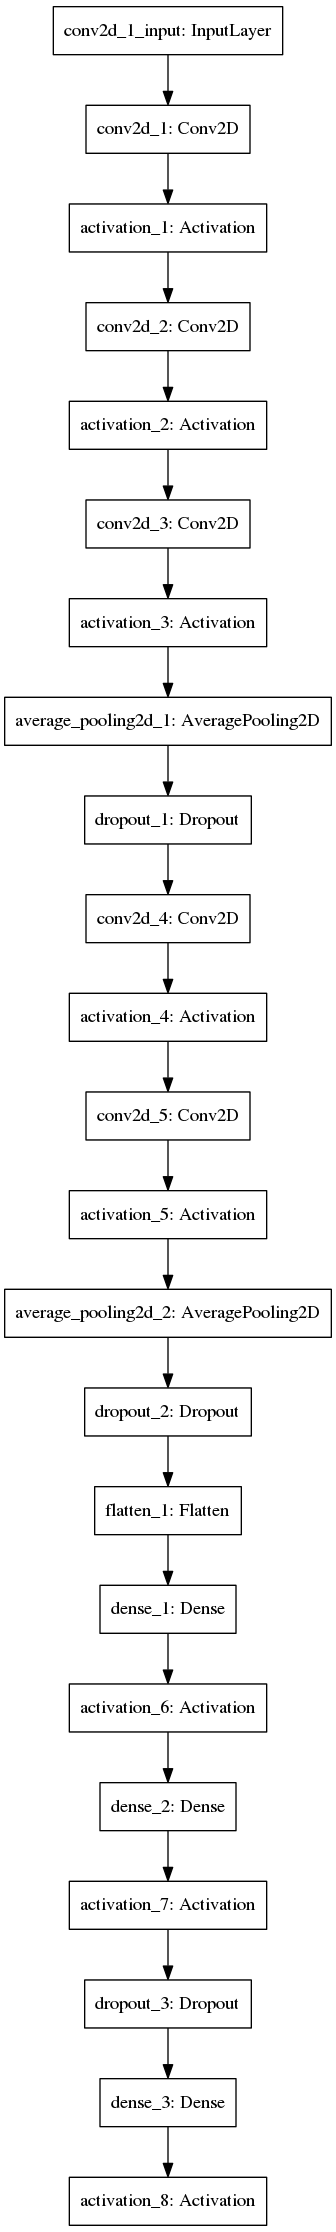 conv2d_1_input: InputLayer
conv2d_1: Conv2D
activation_1: Activation
conv2d_2: Conv2D
activation_2: Activation
conv2d_3: Conv2D
activation_3: Activation
average_pooling2d_1: AveragePooling2D
dropout_1: Dropout
conv2d_4: Conv2D
activation_4: Activation
conv2d_5: Conv2D
activation_5: Activation
average_pooling2d_2: AveragePooling2D
dropout_2: Dropout
flatten_1: Flatten
dense_1: Dense
activation_6: Activation
dense_2: Dense
activation_7: Activation
dropout_3: Dropout
dense_3: Dense
activation_8: Activation